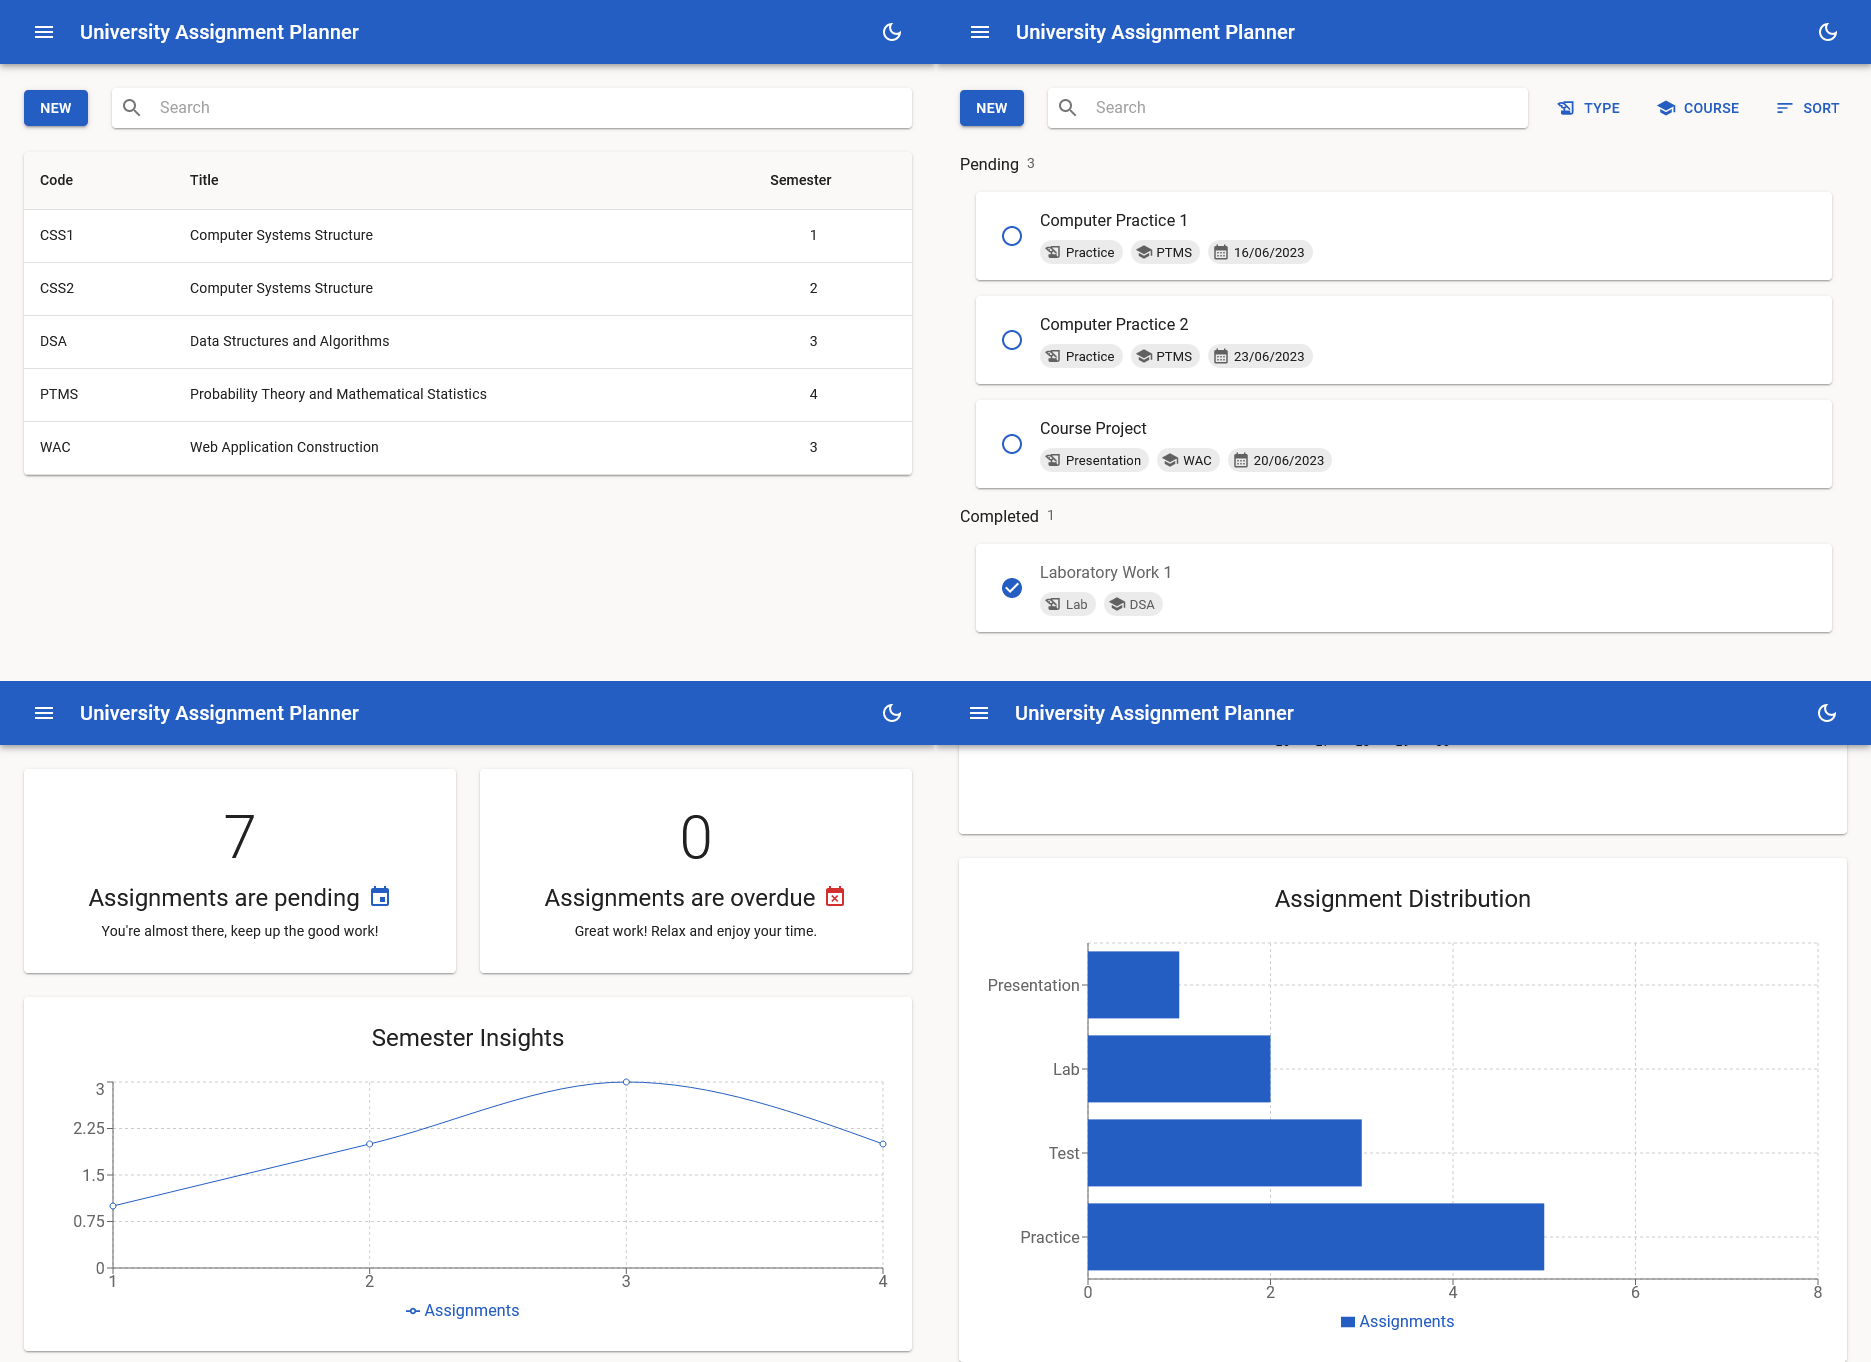 University Assignment Planner
NEW
Search
Code Title Semester
CSS1 Computer Systems Structure 1
CSS2 Computer Systems Structure 2
DSA Data Structures and Algorithms 3
PTMS Probability Theory and Mathematical Statistics 4
WAC Web Application Construction 3
University Assignment Planner
NEW
Search
TYPE
COURSE
SORT
Pending 3
Computer Practice 1
Practice PTMS 16/06/2023
Computer Practice 2
Practice PTMS 23/06/2023
Course Project
Presentation WAC 20/06/2023
Completed 1
Laboratory Work 1
Lab DSA
University Assignment Planner
7
Assignments are pending
You're almost there, keep up the good work!
0
Assignments are overdue
Great work! Relax and enjoy your time.
Semester Insights
3
2.25
1.5
0.75
0
1 2 3 4
Assignments
University Assignment Planner
Assignment Distribution
Presentation
Lab
Test
Practice
0 2 4 6 8
Assignments